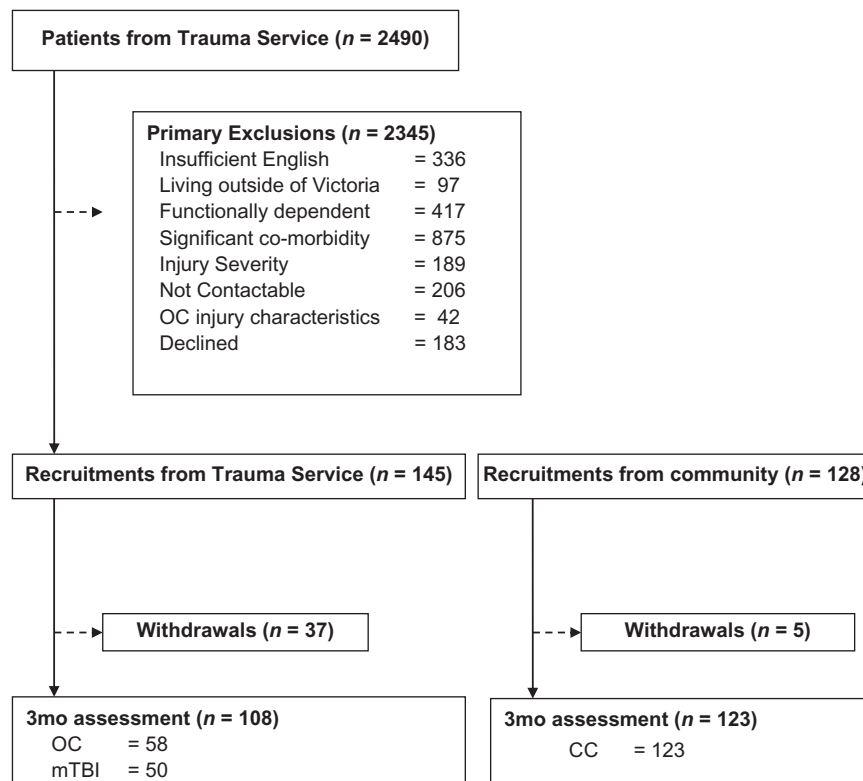 Patients from Trauma Service (n = 2490)
Primary Exclusions (n = 2345)
Insufficient English = 336
Living outside of Victoria = 97
Functionally dependent = 417
Significant co-morbidity = 875
Injury Severity = 189
Not Contactable = 206
OC injury characteristics = 42
Declined = 183
Recruitments from Trauma Service (n = 145)
Recruitments from community (n = 128)
Withdrawals (n = 37)
Withdrawals (n = 5)
3mo assessment (n = 108)
OC = 58
mTBI = 50
3mo assessment (n = 123)
CC = 123